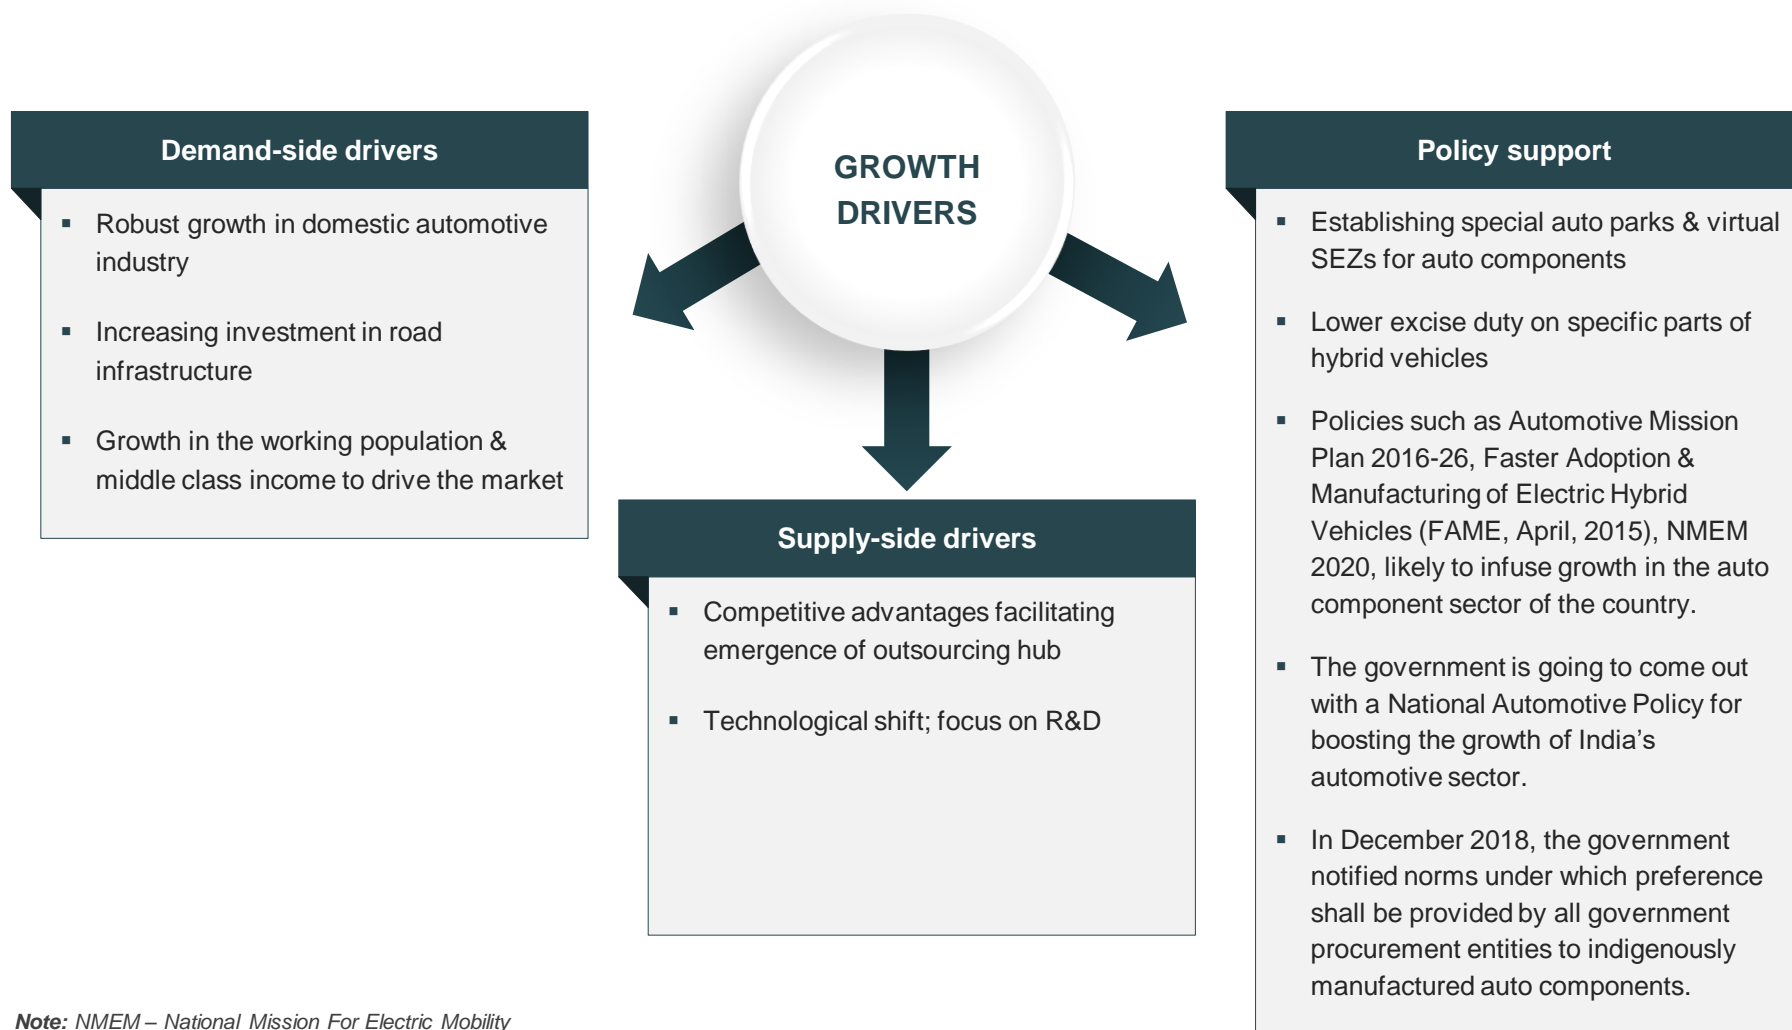 GROWTH
DRIVERS
Demand-side drivers
▪ Robust growth in domestic automotive
industry
▪ Increasing investment in road
infrastructure
▪ Growth in the working population &
middle class income to drive the market
Supply-side drivers
▪ Competitive advantages facilitating
emergence of outsourcing hub
▪ Technological shift; focus on R&D
Policy support
▪ Establishing special auto parks & virtual
SEZs for auto components
▪ Lower excise duty on specific parts of
hybrid vehicles
▪ Policies such as Automotive Mission
Plan 2016-26, Faster Adoption &
Manufacturing of Electric Hybrid
Vehicles (FAME, April, 2015), NMEM
2020, likely to infuse growth in the auto
component sector of the country.
▪ The government is going to come out
with a National Automotive Policy for
boosting the growth of India’s
automotive sector.
▪ In December 2018, the government
notified norms under which preference
shall be provided by all government
procurement entities to indigenously
manufactured auto components.
Note: NMEM – National Mission For Electric Mobility